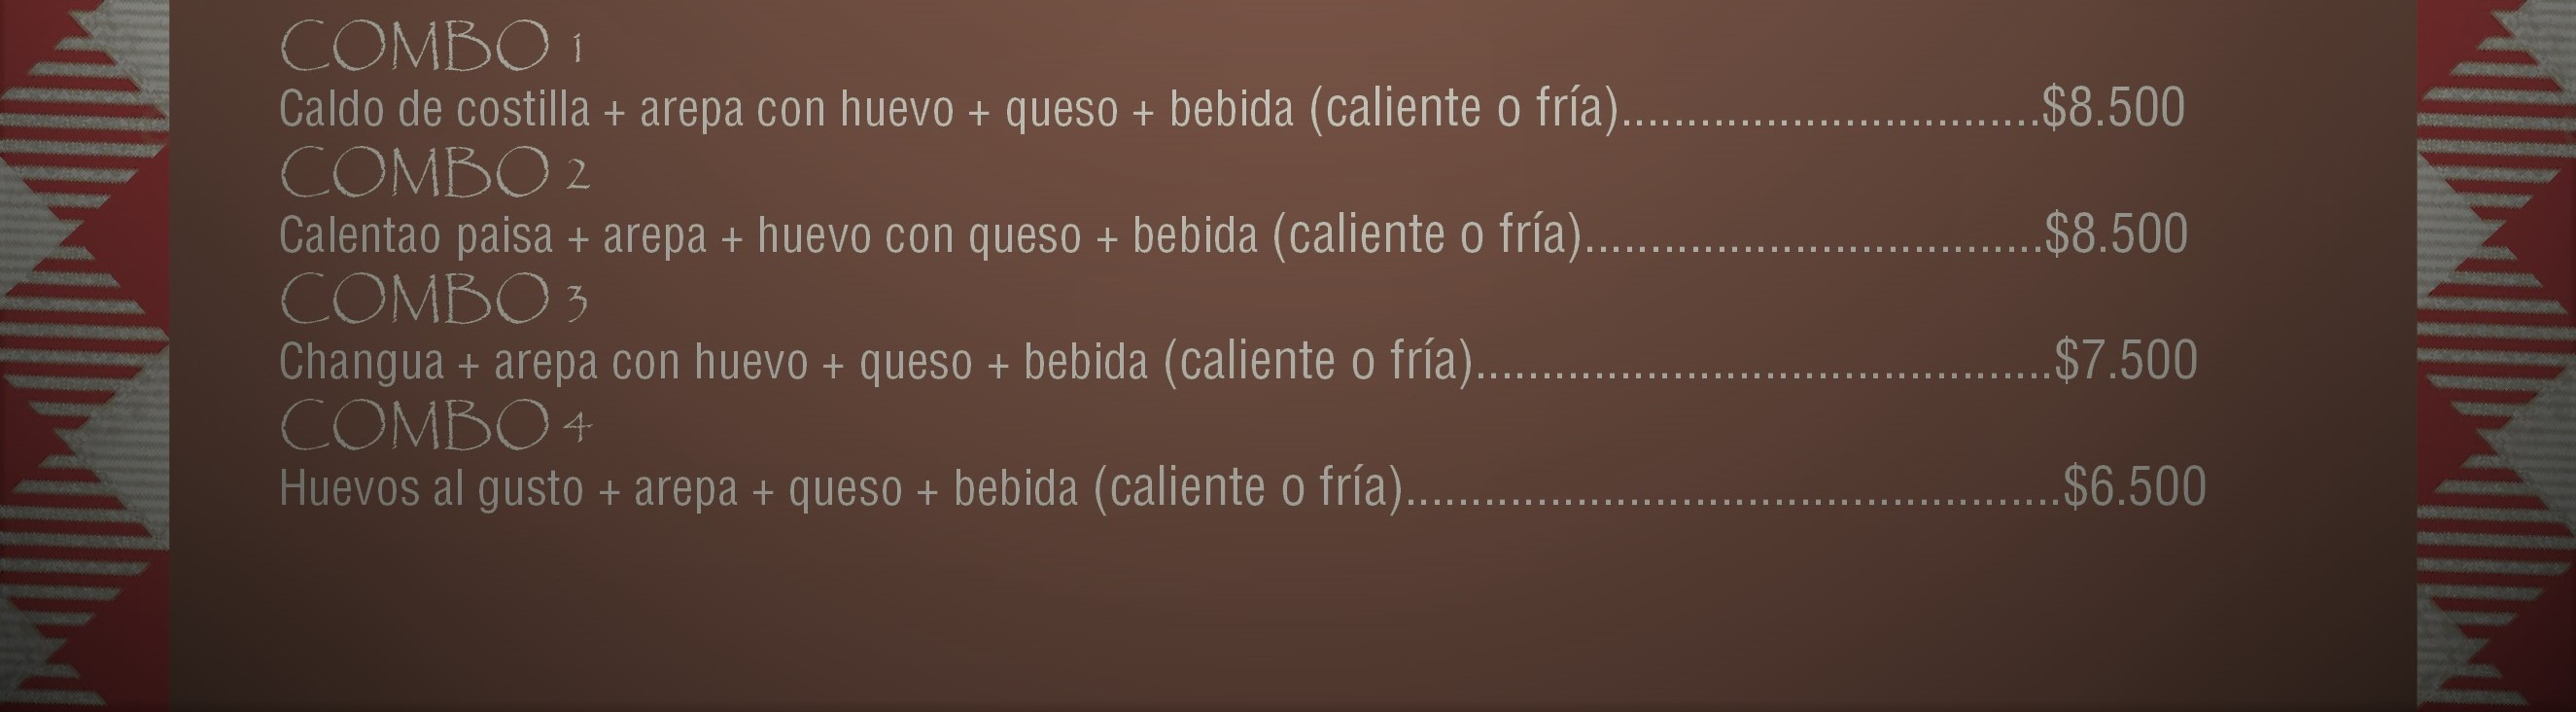 COMBO 1
Caldo de costilla + arepa con huevo + queso + bebida (caliente o fría)................................$8.500
COMBO 2
Calentao paisa + arepa + huevo con queso + bebida (caliente o fría)...................................$8.500
COMBO 3
Changua + arepa con huevo + queso + bebida (caliente o fría)............................................$7.500
COMBO 4
Huevos al gusto + arepa + queso + bebida (caliente o fría)..................................................$6.500